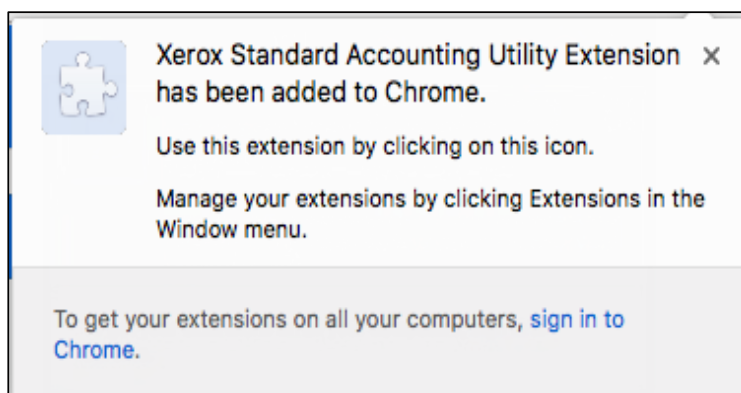 Xerox Standard Accounting Utility Extension
has been added to Chrome.
Use this extension by clicking on this icon.
Manage your extensions by clicking Extensions in the
Window menu.
To get your extensions on all your computers, sign in to
Chrome.